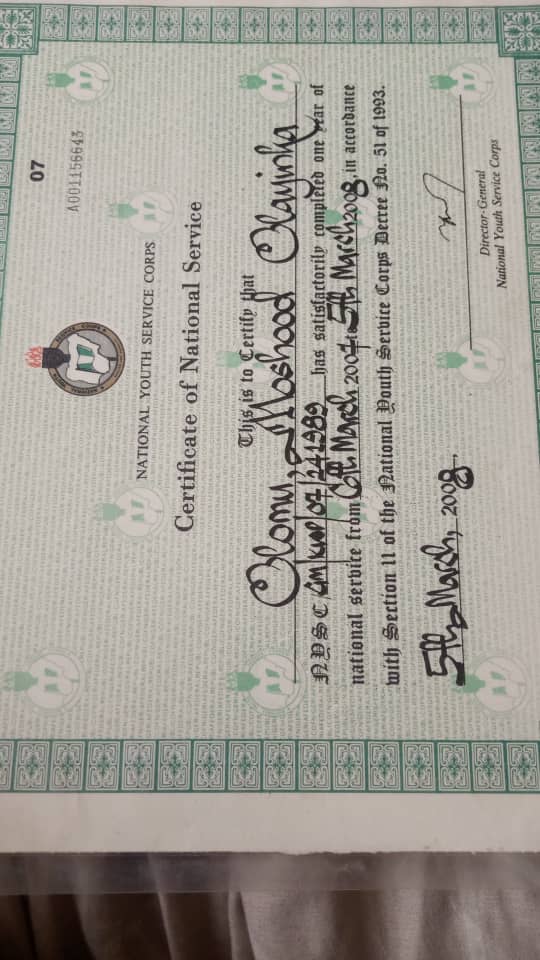 07
A001156643
NATIONAL YOUTH SERVICE CORPS
Certificate of National Service
This is to Certify that
Olomu, Moshood Olayinka
NYSC has satisfactorily completed one year of
national service from 6th March 2007 to 5th March 2008, in accordance
with Section 11 of the National Youth Service Corps Decree No. 51 of 1993.
5th March, 2008.
Director-General
National Youth Service Corps